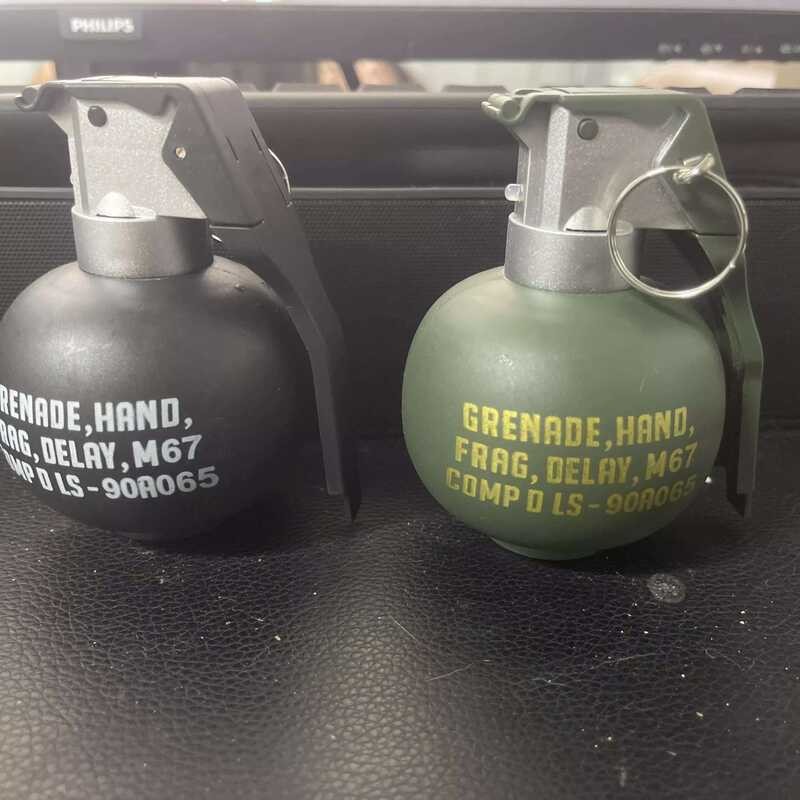 PHILIPS
RENADE,HAND,
RAG, DELAY, M67
OMP D LS-90A065
GRENADE,HAND,
FRAG, DELAY, M67
COMP D LS-90A065